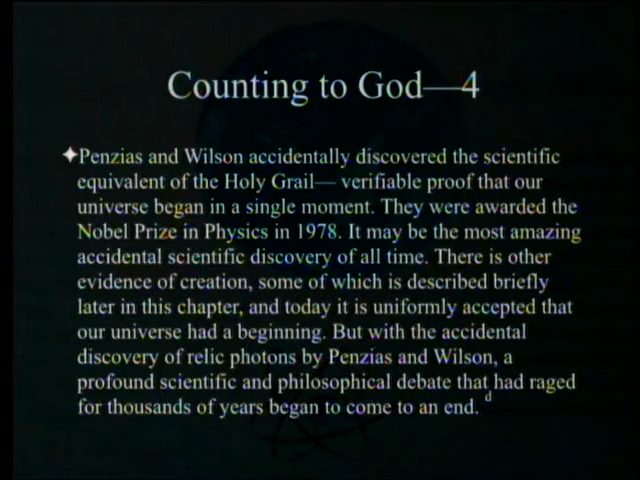 Counting to God—4
Penzias and Wilson accidentally discovered the scientific
equivalent of the Holy Grail— verifiable proof that our
universe began in a single moment. They were awarded the
Nobel Prize in Physics in 1978. It may be the most amazing
accidental scientific discovery of all time. There is other
evidence of creation, some of which is described briefly
later in this chapter, and today it is uniformly accepted that
our universe had a beginning. But with the accidental
discovery of relic photons by Penzias and Wilson, a
profound scientific and philosophical debate that had raged
for thousands of years began to come to an end. d